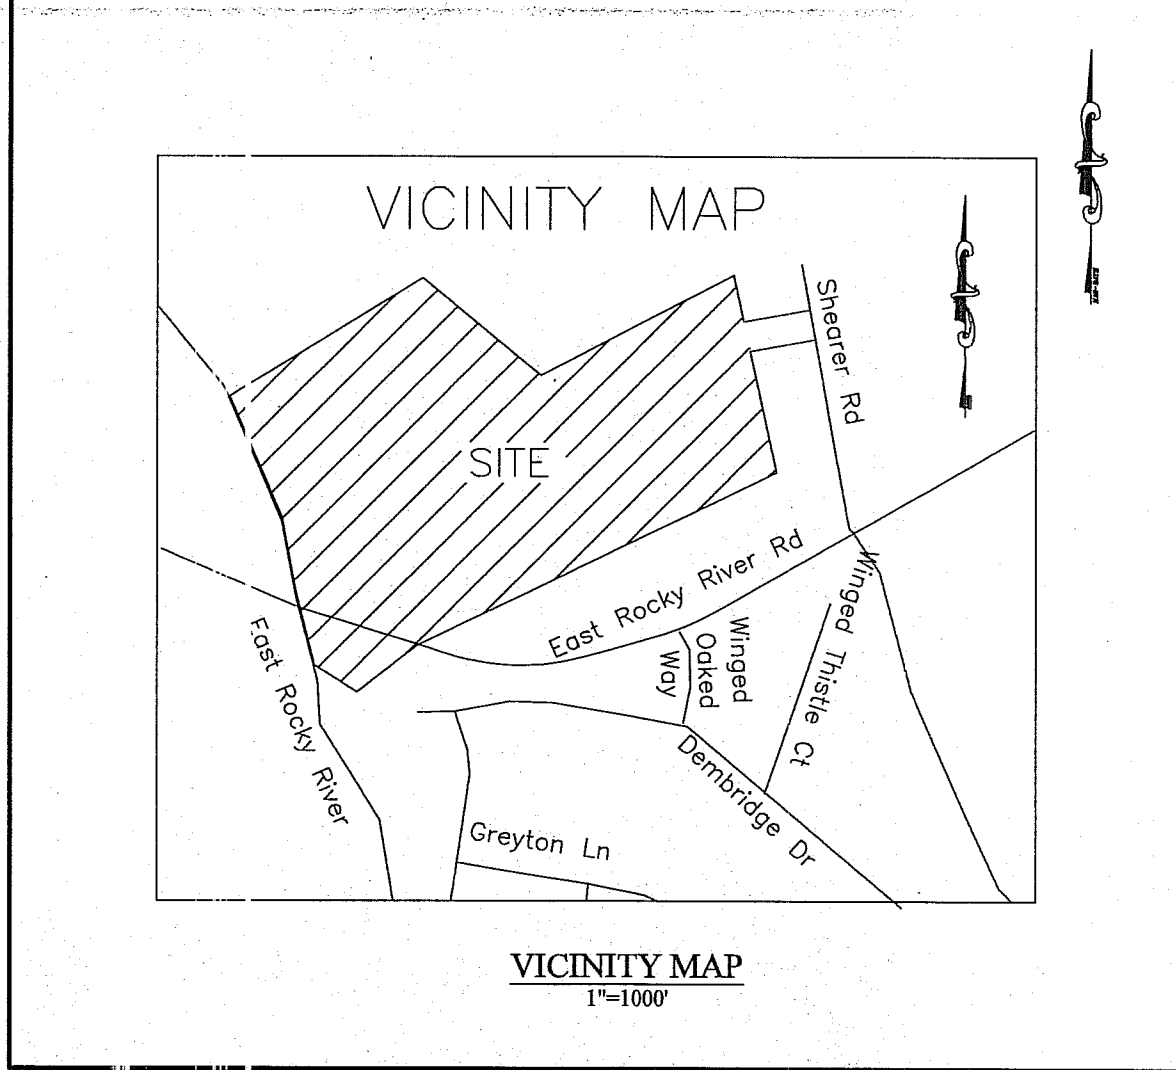 VICINITY MAP
Shearer Rd
SITE
East Rocky River Rd
Winged
Oaked
Way
Winged Thistle Ct
East Rocky River
Dembridge Dr
Greyton Ln
VICINITY MAP
1"=1000'